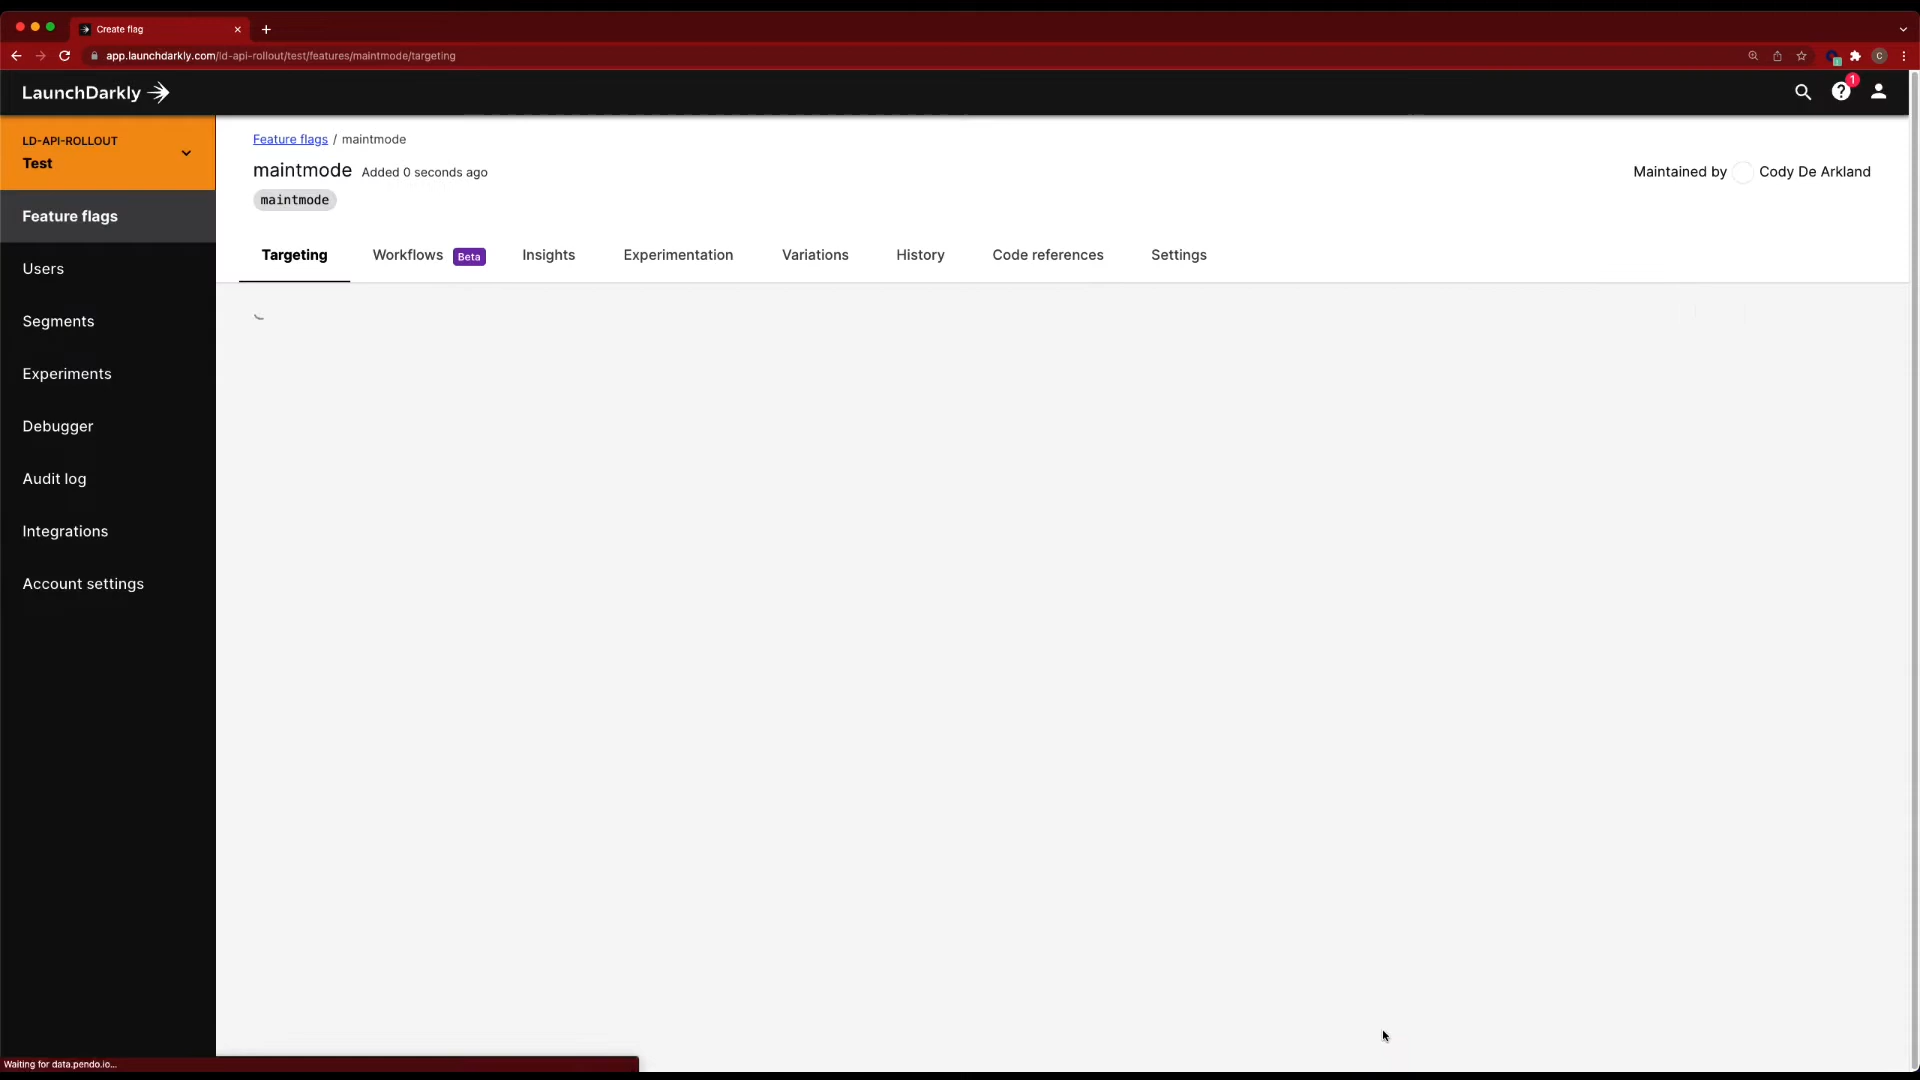 Create flag
app.launchdarkly.com/ld-api-rollout/test/features/maintmode/targeting
C
LaunchDarkly
1
LD-API-ROLLOUT
Test
Feature flags
Users
Segments
Experiments
Debugger
Audit log
Integrations
Account settings
Feature flags / maintmode
maintmode Added 0 seconds ago
maintmode
Maintained by Cody De Arkland
Targeting Workflows Beta Insights Experimentation Variations History Code references Settings
Waiting for data.pendo.io...